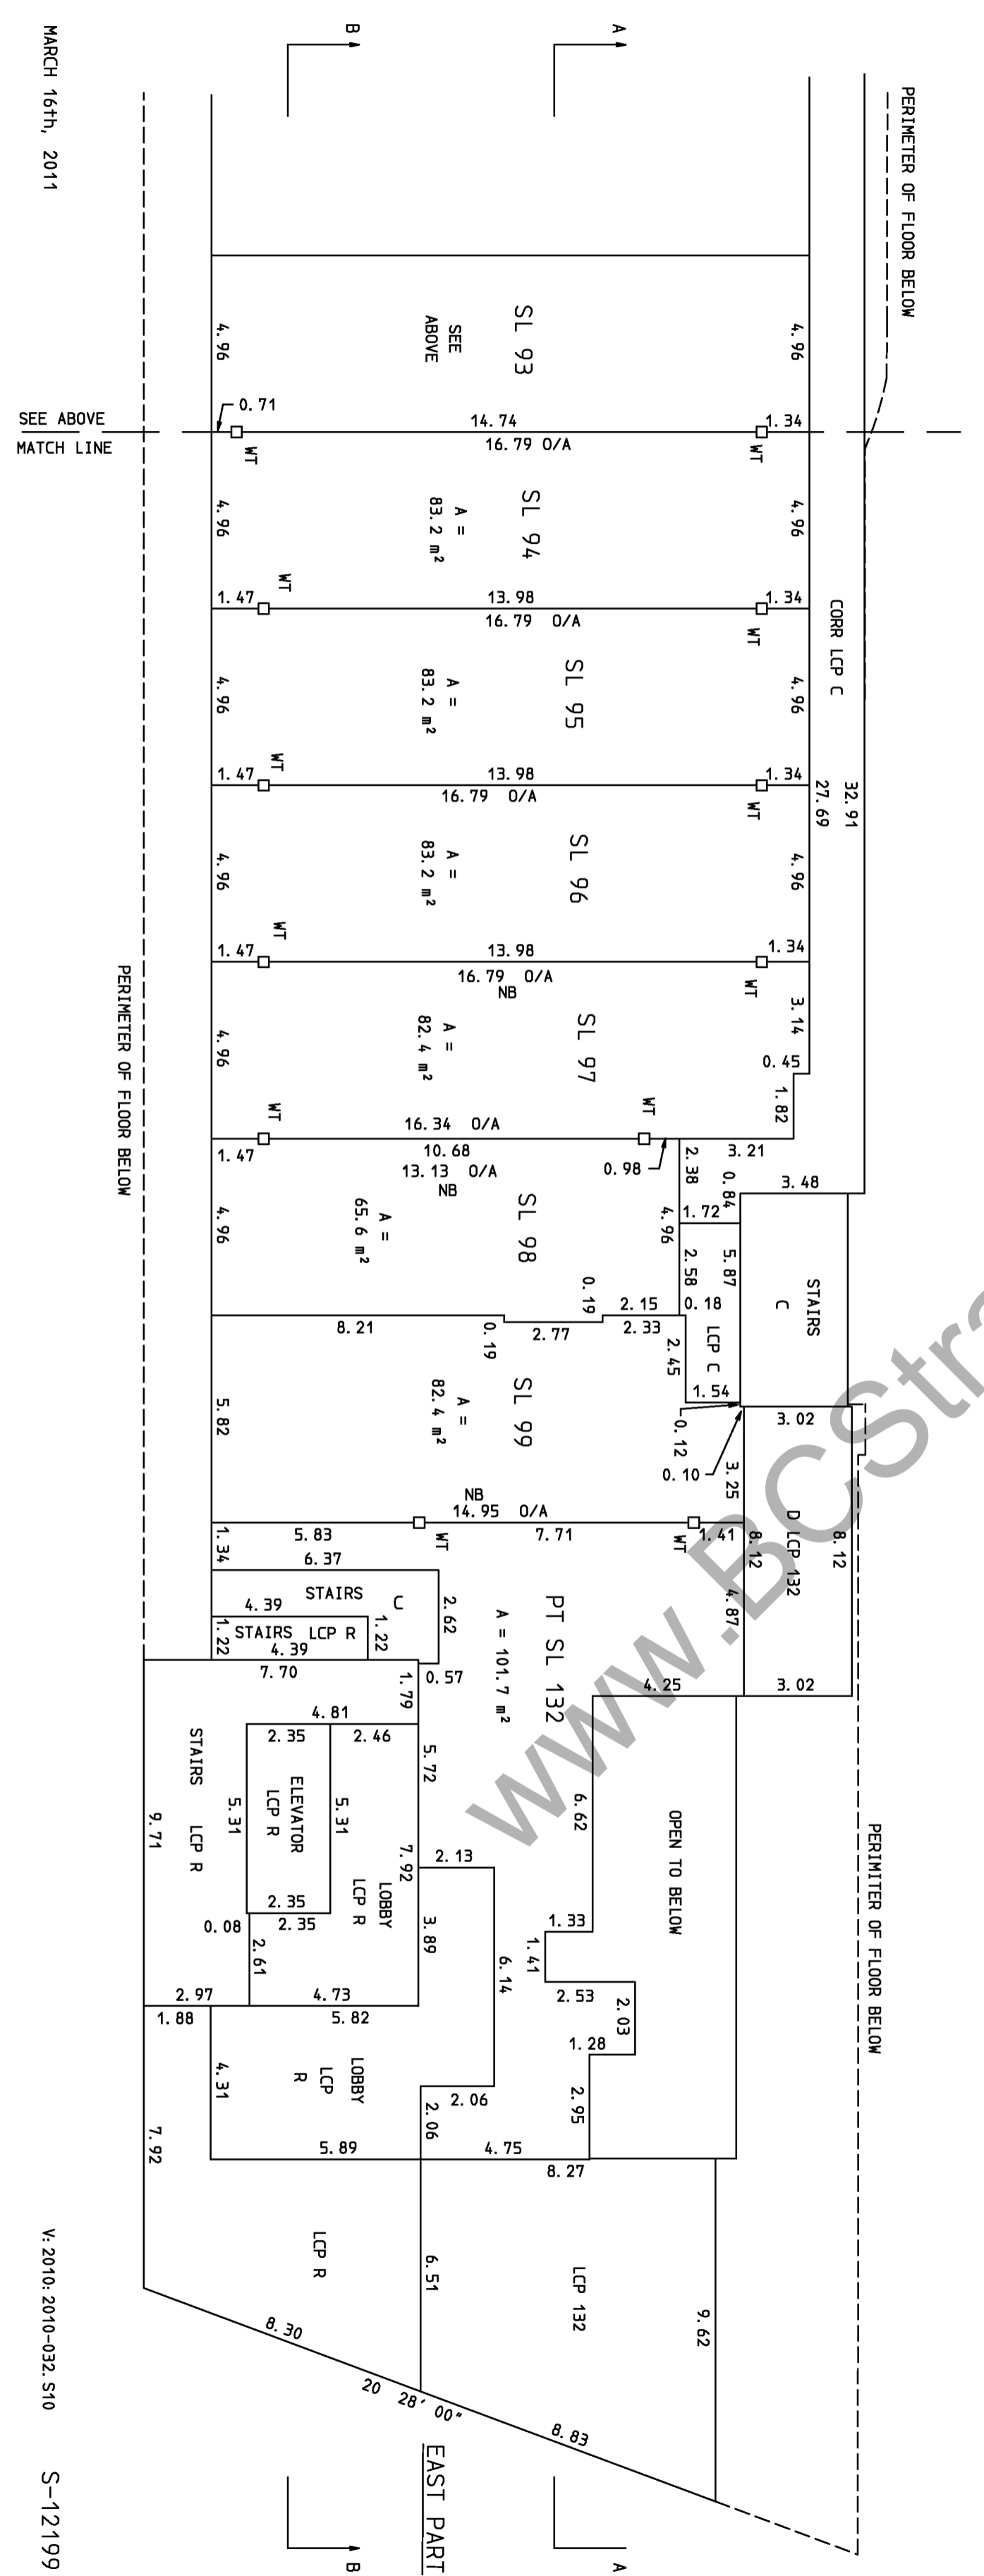 MARCH 16th, 2011
B
A
PERIMETER OF FLOOR BELOW
SL 93
SEE
ABOVE
4.96
4.96
SEE ABOVE
MATCH LINE
0.71
14.74
1.34
16.79 O/A
WT
WT
SL 94
A =
83.2 m²
4.96
4.96
WT
1.47
13.98
1.34
16.79 O/A
WT
CORR LCP C
SL 95
A =
83.2 m²
4.96
4.96
WT
1.47
13.98
1.34
16.79 O/A
WT
32.91
27.69
SL 96
A =
83.2 m²
4.96
4.96
WT
1.47
13.98
1.34
16.79 O/A
NB
WT
PERIMETER OF FLOOR BELOW
SL 97
A =
82.4 m²
4.96
3.14
0.45
1.82
WT
WT
16.34 O/A
1.47
10.68
0.98
3.21
13.13 O/A
NB
SL 98
A =
65.6 m²
4.96
4.96
2.38
0.84
3.48
1.72
2.58
5.87
STAIRS
C
LCP C
0.19
2.15
0.18
8.21
0.19
2.77
2.33
2.45
1.54
0.12
0.10
3.02
SL 99
A =
82.4 m²
5.82
3.25
NB
14.95 O/A
5.83
WT
7.71
WT
1.41
8.12
8.12
D LCP 132
4.87
1.34
6.37
STAIRS
C
2.62
4.39
1.22
STAIRS LCP R
1.22
4.39
7.70
0.57
1.79
PT SL 132
A = 101.7 m²
4.25
3.02
4.81
2.35
2.46
5.72
STAIRS LCP R
5.31
ELEVATOR
LCP R
5.31
9.71
7.92
LOBBY
LCP R
2.35
2.35
0.08
2.61
2.13
3.89
6.62
OPEN TO BELOW
1.33
1.41
2.53
2.03
1.28
6.14
PERIMITER OF FLOOR BELOW
2.97
4.73
1.88
5.82
4.31
LOBBY
LCP
R
2.06
2.06
2.95
5.89
4.75
8.27
7.92
LCP R
6.51
LCP 132
9.62
8.30
20 28' 00"
8.83
EAST PART
B
A
V:2010:2010-032.S10
S-12199